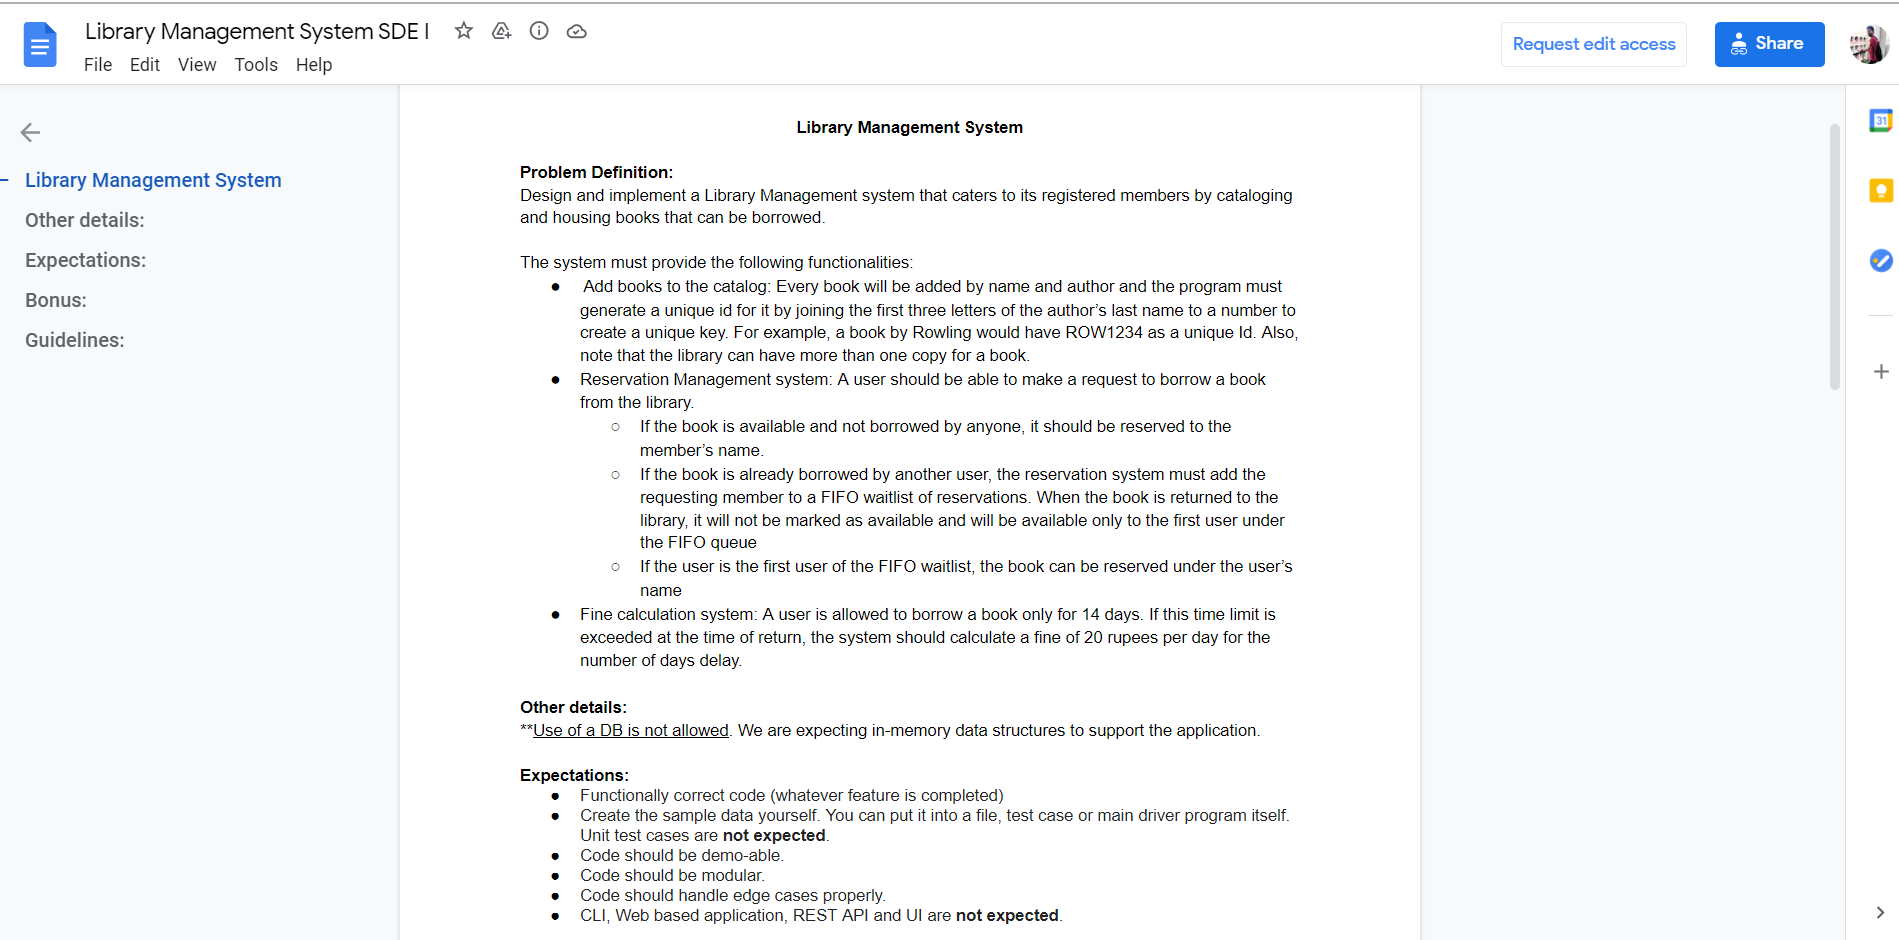 Library Management System SDE I
Request edit access
Share
File Edit View Tools Help
31
Library Management System
Other details:
Expectations:
Bonus:
Guidelines:
Library Management System
Problem Definition:
Design and implement a Library Management system that caters to its registered members by cataloging
and housing books that can be borrowed.
The system must provide the following functionalities:
● Add books to the catalog: Every book will be added by name and author and the program must
generate a unique id for it by joining the first three letters of the author’s last name to a number to
create a unique key. For example, a book by Rowling would have ROW1234 as a unique Id. Also,
note that the library can have more than one copy for a book.
● Reservation Management system: A user should be able to make a request to borrow a book
from the library.
○ If the book is available and not borrowed by anyone, it should be reserved to the
member’s name.
○ If the book is already borrowed by another user, the reservation system must add the
requesting member to a FIFO waitlist of reservations. When the book is returned to the
library, it will not be marked as available and will be available only to the first user under
the FIFO queue
○ If the user is the first user of the FIFO waitlist, the book can be reserved under the user’s
name
● Fine calculation system: A user is allowed to borrow a book only for 14 days. If this time limit is
exceeded at the time of return, the system should calculate a fine of 20 rupees per day for the
number of days delay.
Other details:
**Use of a DB is not allowed. We are expecting in-memory data structures to support the application.
Expectations:
● Functionally correct code (whatever feature is completed)
● Create the sample data yourself. You can put it into a file, test case or main driver program itself.
Unit test cases are not expected.
● Code should be demo-able.
● Code should be modular.
● Code should handle edge cases properly.
● CLI, Web based application, REST API and UI are not expected.